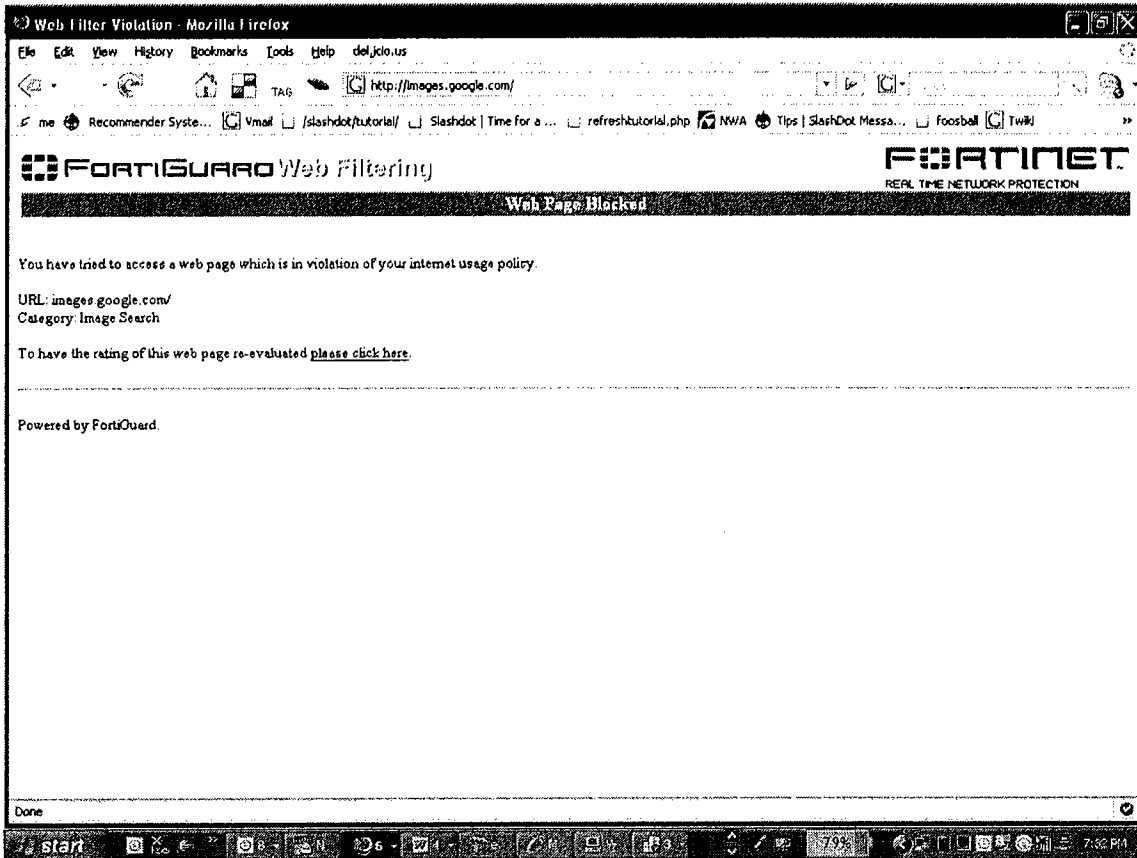 Web Filter Violation - Mozilla Firefox
File Edit View History Bookmarks Tools Help del.icio.us
TAG http://images.google.com/
me Recommender Syste... Vmail /slashdot/tutorial/ Slashdot | Time for a ... refreshtutorial.php NWA Tips | SlashDot Messa... foosball Twiki »
FORTIGUARD Web Filtering
FORTINET
REAL TIME NETWORK PROTECTION
Web Page Blocked
You have tried to access a web page which is in violation of your internet usage policy.
URL: images.google.com/
Category: Image Search
To have the rating of this web page re-evaluated please click here.
Powered by FortiGuard.
Done
start 79% 7:32 PM